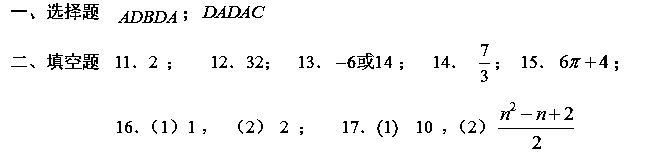 一、选择题 ADBDA；DADAC
二、填空题 11．2； 12．32； 13．−6或14； 14． 7/3； 15．6π+4；
16．（1）1， （2） 2； 17．(1) 10，（2）(n²−n+2)/2